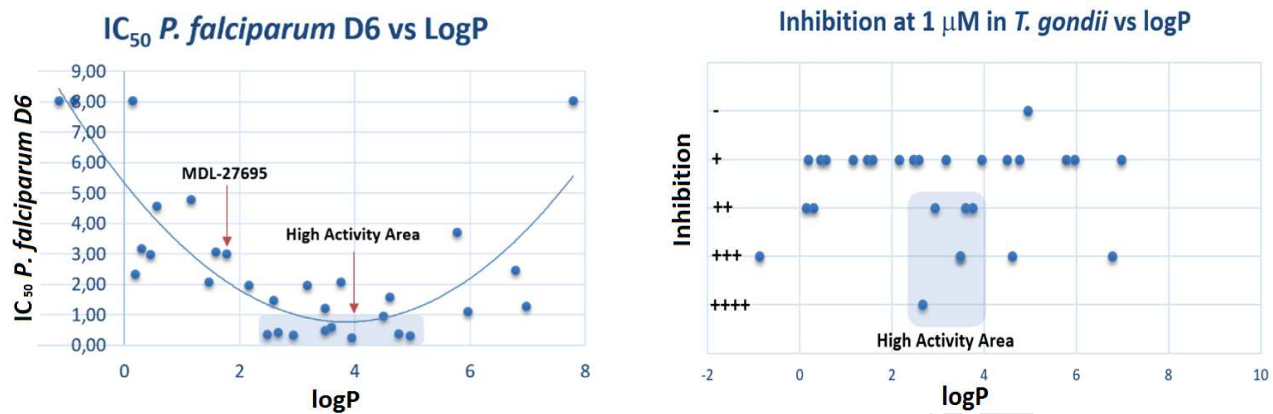 IC50 P. falciparum D6 vs LogP
IC50 P. falciparum D6
9,00
8,00
7,00
6,00
5,00
4,00
3,00
2,00
1,00
0,00
MDL-27695
High Activity Area
0 2 4 6 8
logP
Inhibition at 1 μM in T. gondii vs logP
Inhibition
-
+
++
+++
++++
High Activity Area
-2 0 2 4 6 8 10
logP